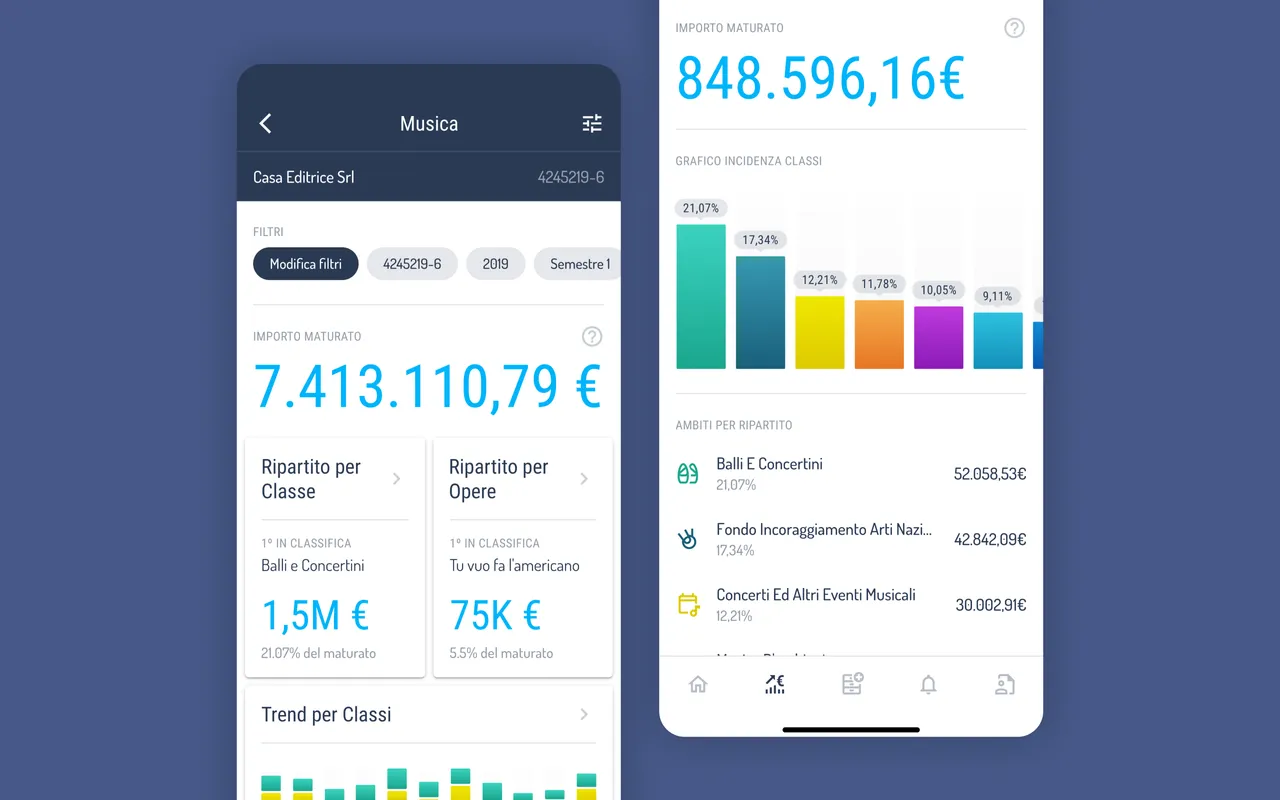 Musica
Casa Editrice Srl
4245219-6
FILTRI
Modifica filtri
4245219-6
2019
Semestre 1
IMPORTO MATURATO
?
7.413.110,79 €
Ripartito per
Classe
1º IN CLASSIFICA
Balli e Concertini
1,5M €
21.07% del maturato
Ripartito per
Opere
1º IN CLASSIFICA
Tu vuo fa l'americano
75K €
5.5% del maturato
Trend per Classi
IMPORTO MATURATO
?
848.596,16€
GRAFICO INCIDENZA CLASSI
21,07%
17,34%
12,21%
11,78%
10,05%
9,11%
AMBITI PER RIPARTITO
Balli E Concertini
21,07%
52.058,53€
Fondo Incoraggiamento Arti Nazi...
17,34%
42.842,09€
Concerti Ed Altri Eventi Musicali
12,21%
30.002,91€
€